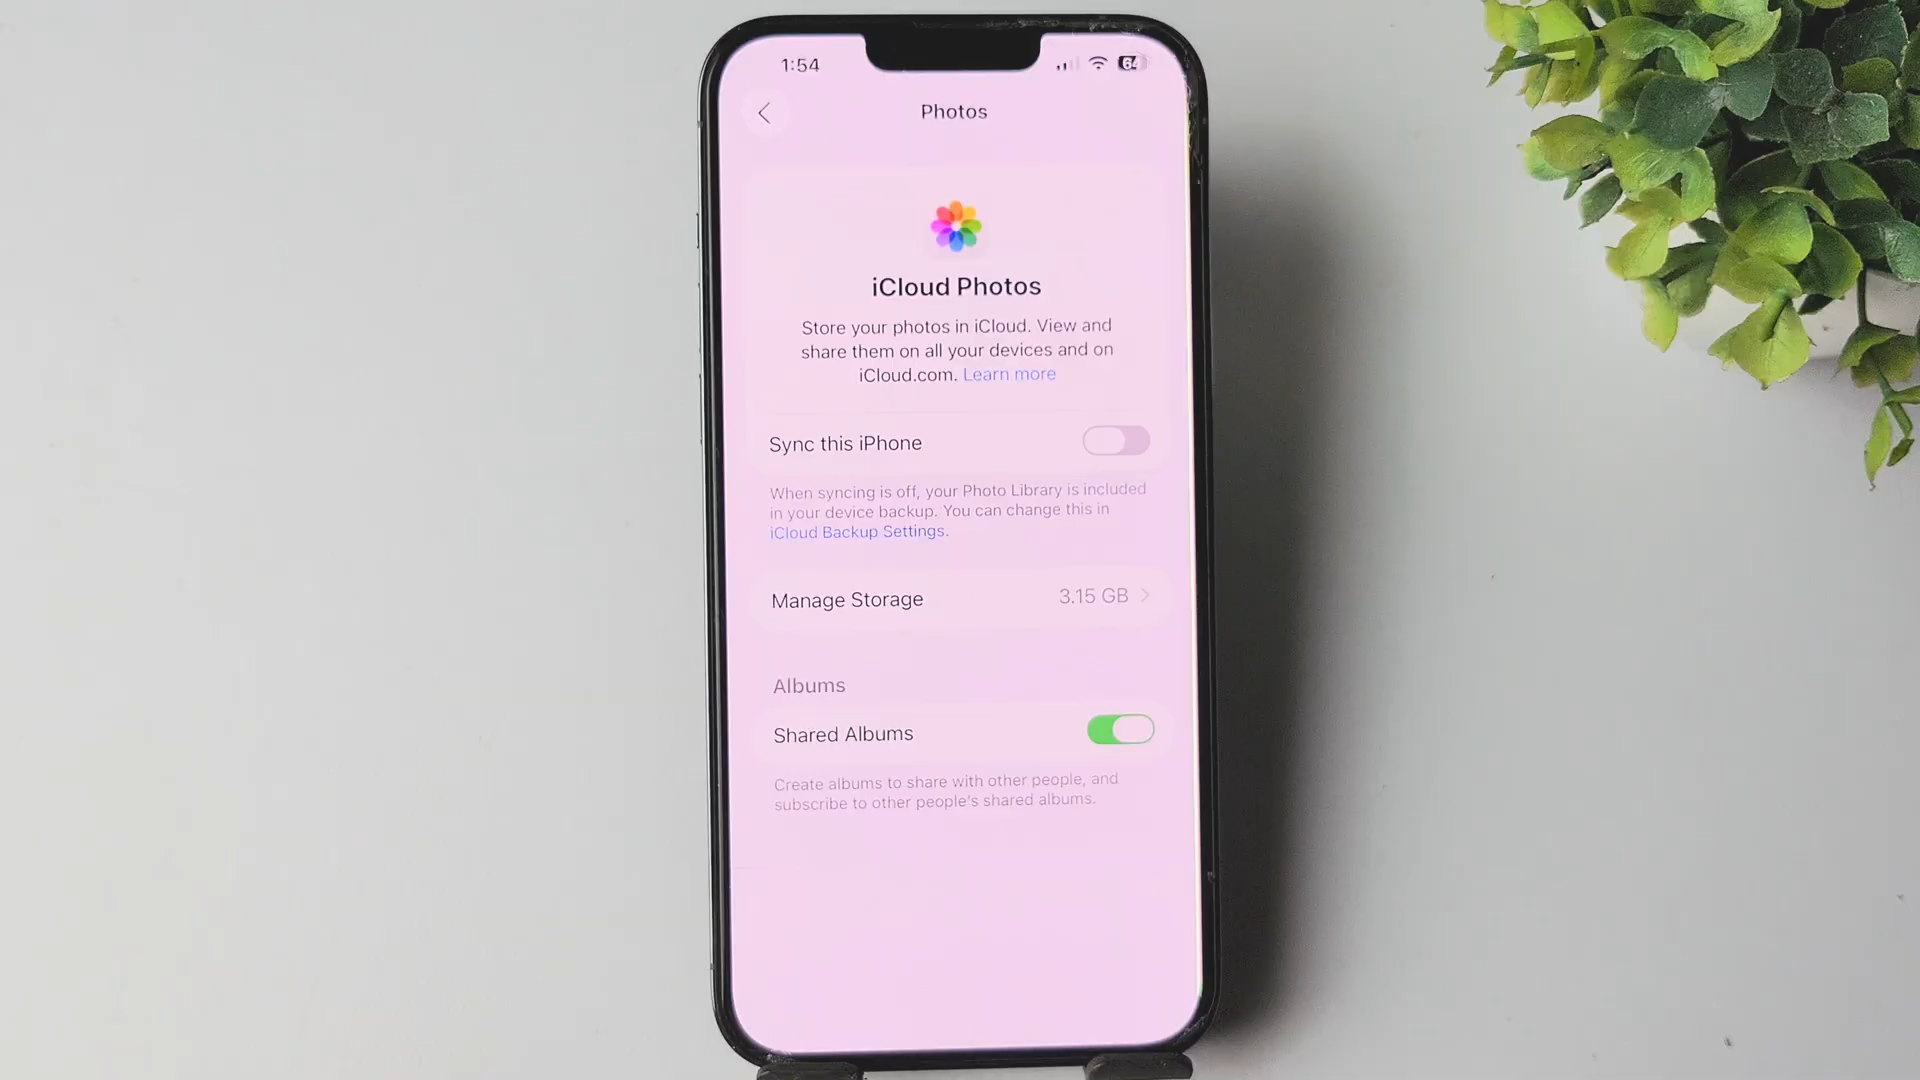 1:54
64
Photos
iCloud Photos
Store your photos in iCloud. View and
share them on all your devices and on
iCloud.com. Learn more
Sync this iPhone
When syncing is off, your Photo Library is included
in your device backup. You can change this in
iCloud Backup Settings.
Manage Storage 3.15 GB
Albums
Shared Albums
Create albums to share with other people, and
subscribe to other people's shared albums.